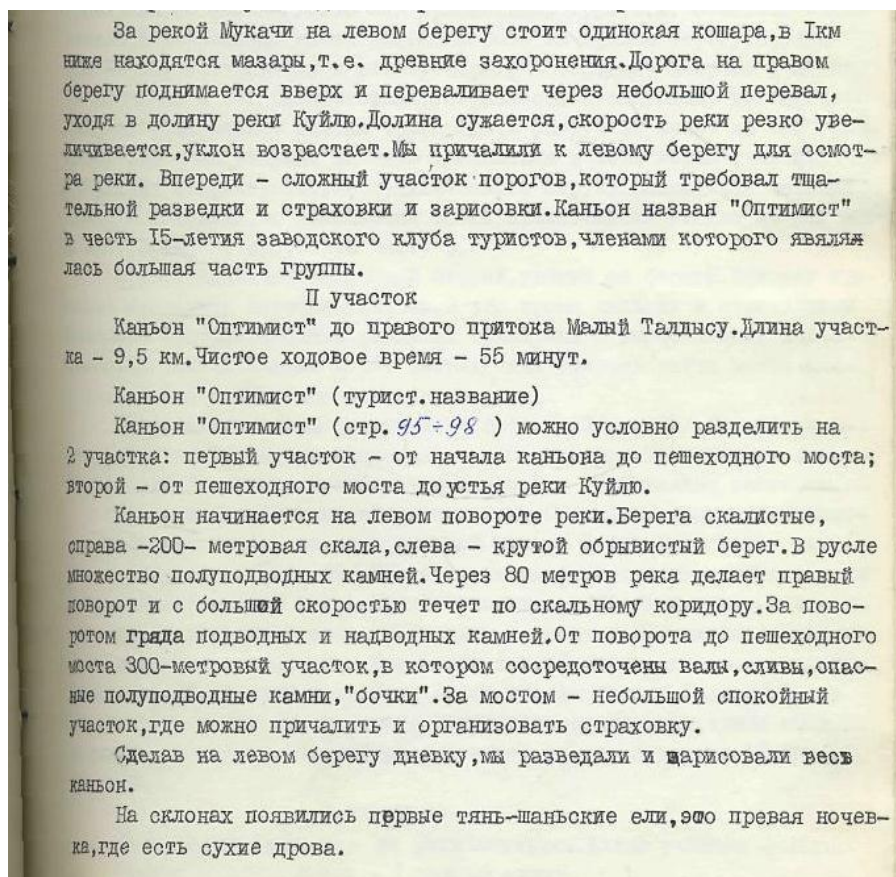 За рекой Мукачи на левом берегу стоит одинокая кошара,в Iкм
ниже находятся мазары,т.е. древние захоронения.Дорога на правом
берегу поднимается вверх и переваливает через небольшой перевал,
уходя в долину реки Куйлю.Долина сужается,скорость реки резко уве-
личивается,уклон возрастает.Мы причалили к левому берегу для осмот-
ра реки. Впереди - сложный участок порогов,который требовал тща-
тельной разведки и страховки и зарисовки.Каньон назван "Оптимист"
в честь I5-летия заводского клуба туристов,членами которого явяля
лась большая часть группы.
II участок
Каньон "Оптимист" до правого притока Малый Талдысу.Длина участ-
ка - 9,5 км.Чистое ходовое время - 55 минут.
Каньон "Оптимист" (турист.название)
Каньон "Оптимист" (стр. 95÷98 ) можно условно разделить на
2 участка: первый участок - от начала каньона до пешеходного моста;
второй - от пешеходного моста до устья реки Куйлю.
Каньон начинается на левом повороте реки.Берега скалистые,
справа -200- метровая скала,слева - крутой обрывистый берег.В русле
множество полуподводных камней.Через 80 метров река делает правый
поворот и с большой скоростью течет по скальному коридору.За пово-
ротом гряда подводных и надводных камней.От поворота до пешеходного
моста 300-метровый участок,в котором сосредоточены валы,сливы,опас-
ные полуподводные камни,"бочки".За мостом - небольшой спокойный
участок,где можно причалить и организовать страховку.
Сделав на левом берегу дневку,мы разведали и зарисовали весь
каньон.
На склонах появились первые тянь-шаньские ели,это превая ночев-
ка,где есть сухие дрова.